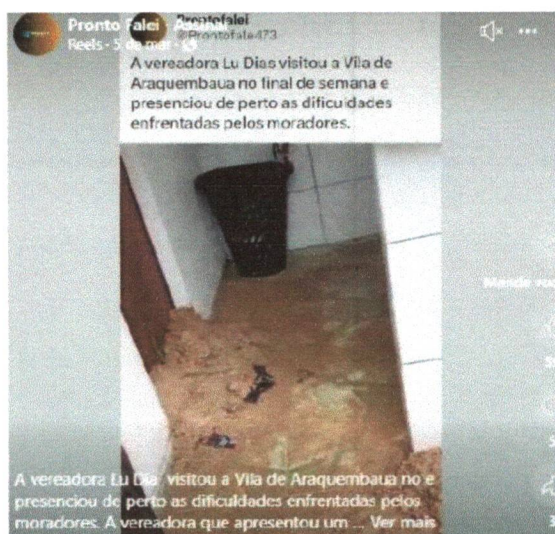 Pronto Falei - Assina
Reels · 5 de mar ·
Prontofalei
@Prontofale473
A vereadora Lu Dias visitou a Vila de
Araquembaua no final de semana e
presenciou de perto as dificuldades
enfrentadas pelos moradores.
A vereadora Lu Dia visitou a Vila de Araquembaua no e
presenciou de perto as dificuldades enfrentadas pelos
moradores. A vereadora que apresentou um ... Ver mais